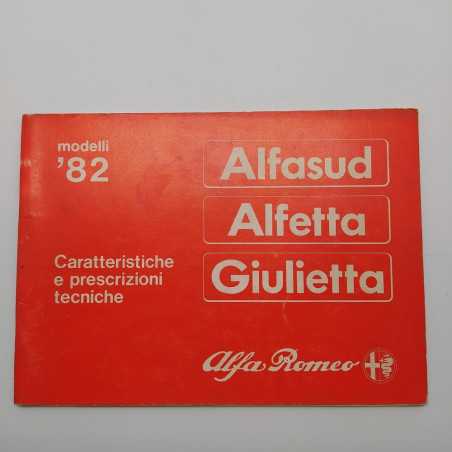 modelli
'82
Caratteristiche
e prescrizioni
tecniche
Alfasud
Alfetta
Giulietta
Alfa Romeo